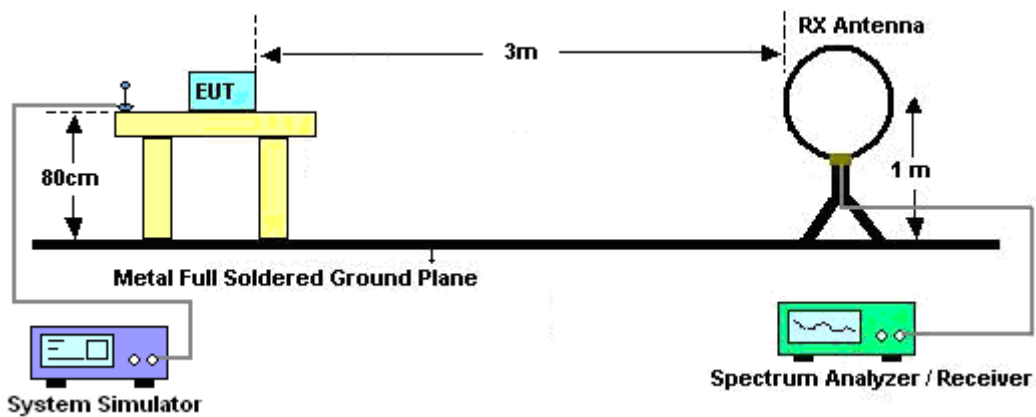 RX Antenna
3m
EUT
80cm
1 m
Metal Full Soldered Ground Plane
System Simulator
Spectrum Analyzer / Receiver